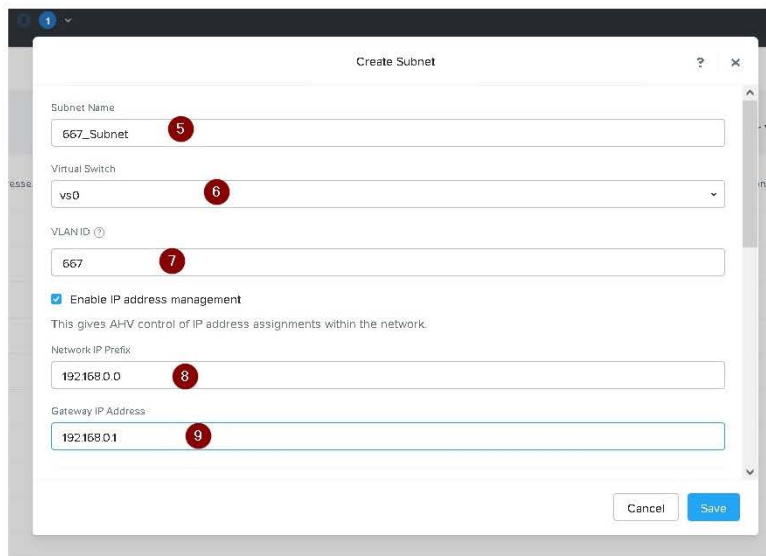 1
Create Subnet
?
Subnet Name
667_Subnet 5
Virtual Switch
vs0 6
VLAN ID ?
667 7
Enable IP address management
This gives AHV control of IP address assignments within the network.
Network IP Prefix
192.168.0.0 8
Gateway IP Address
192.168.0.1 9
Cancel Save